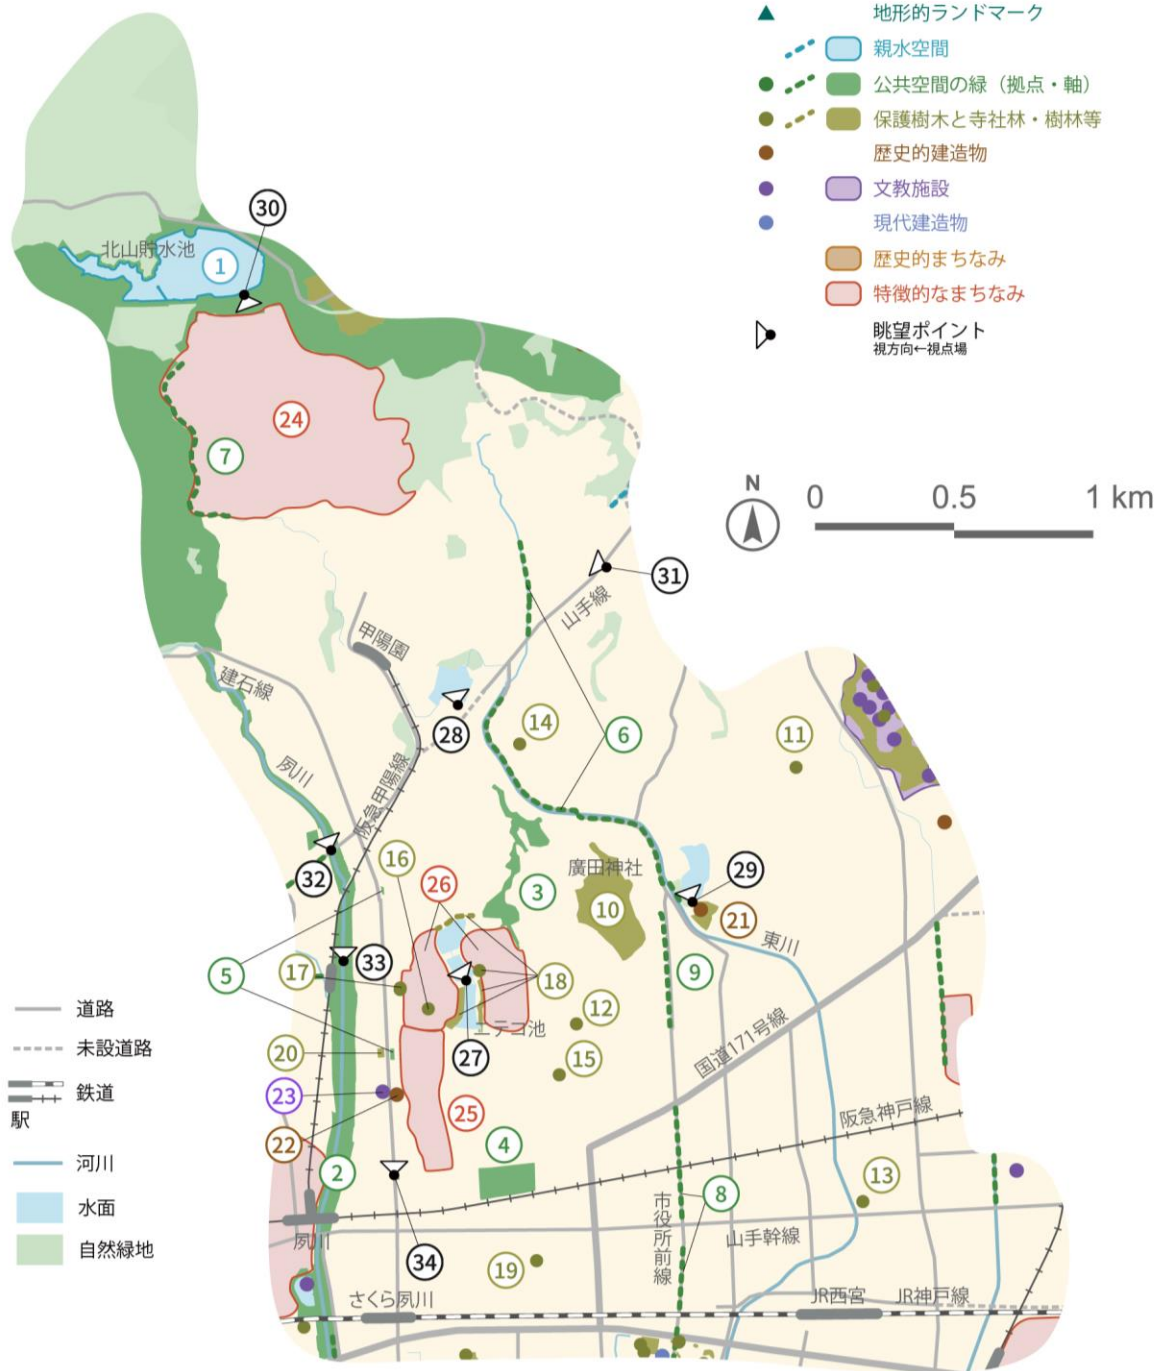 地形的ランドマーク
親水空間
公共空間の緑（拠点・軸）
保護樹木と寺社林・樹林等
歴史的建造物
文教施設
現代建造物
歴史的まちなみ
特徴的なまちなみ
眺望ポイント
視方向←視点場
N
0 0.5 1 km
30
北山貯水池
1
24
7
31
山手線
甲陽園
建石線
28
14
6
11
夙川
阪急甲陽線
16
32
26
3
廣田神社
10
29
21
東川
5
17
33
18
9
12
ニテコ池
27
15
国道171号線
20
23
22
25
阪急神戸線
4
2
13
8
市役所前線
山手幹線
夙川
34
19
さくら夙川
JR西宮
JR神戸線
道路
未設道路
鉄道
駅
河川
水面
自然緑地